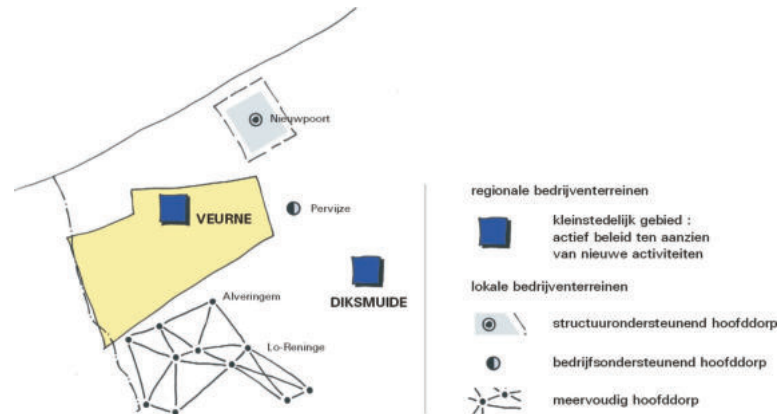 Nieuwpoort
VEURNE
Pervijze
DIKSMUIDE
Alveringem
Lo-Reninge
regionale bedrijventerreinen
kleinstedelijk gebied :
actief beleid ten aanzien
van nieuwe activiteiten
lokale bedrijventerreinen
structuurondersteunend hoofddorp
bedrijfsondersteunend hoofddorp
meervoudig hoofddorp